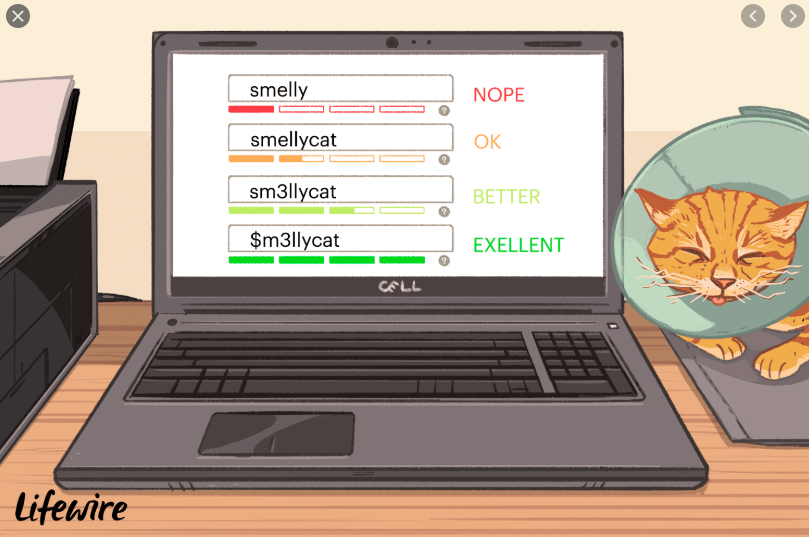 smelly NOPE
?
smellycat OK
?
sm3llycat BETTER
?
$m3llycat EXELLENT
?
CELL
Lifewire